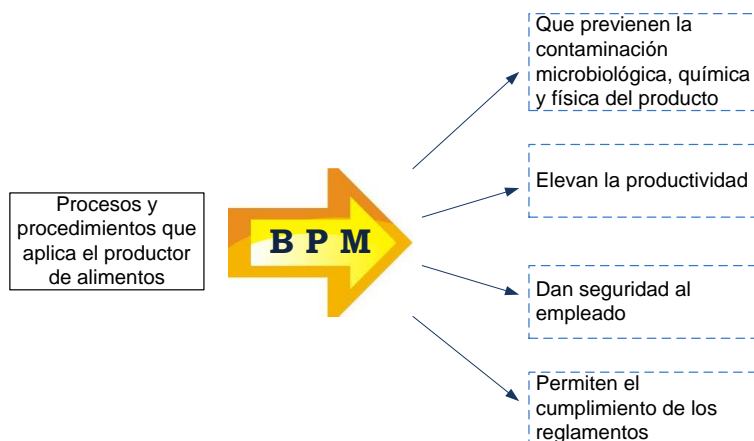 Procesos y
procedimientos que
aplica el productor
de alimentos
B P M
Que previenen la
contaminación
microbiológica, química
y física del producto
Elevan la productividad
Dan seguridad al
empleado
Permiten el
cumplimiento de los
reglamentos